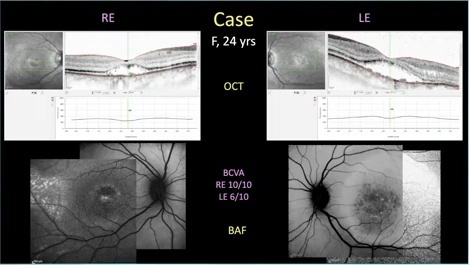 RE
Case
LE
F, 24 yrs
OCT
BCVA
RE 10/10
LE 6/10
BAF